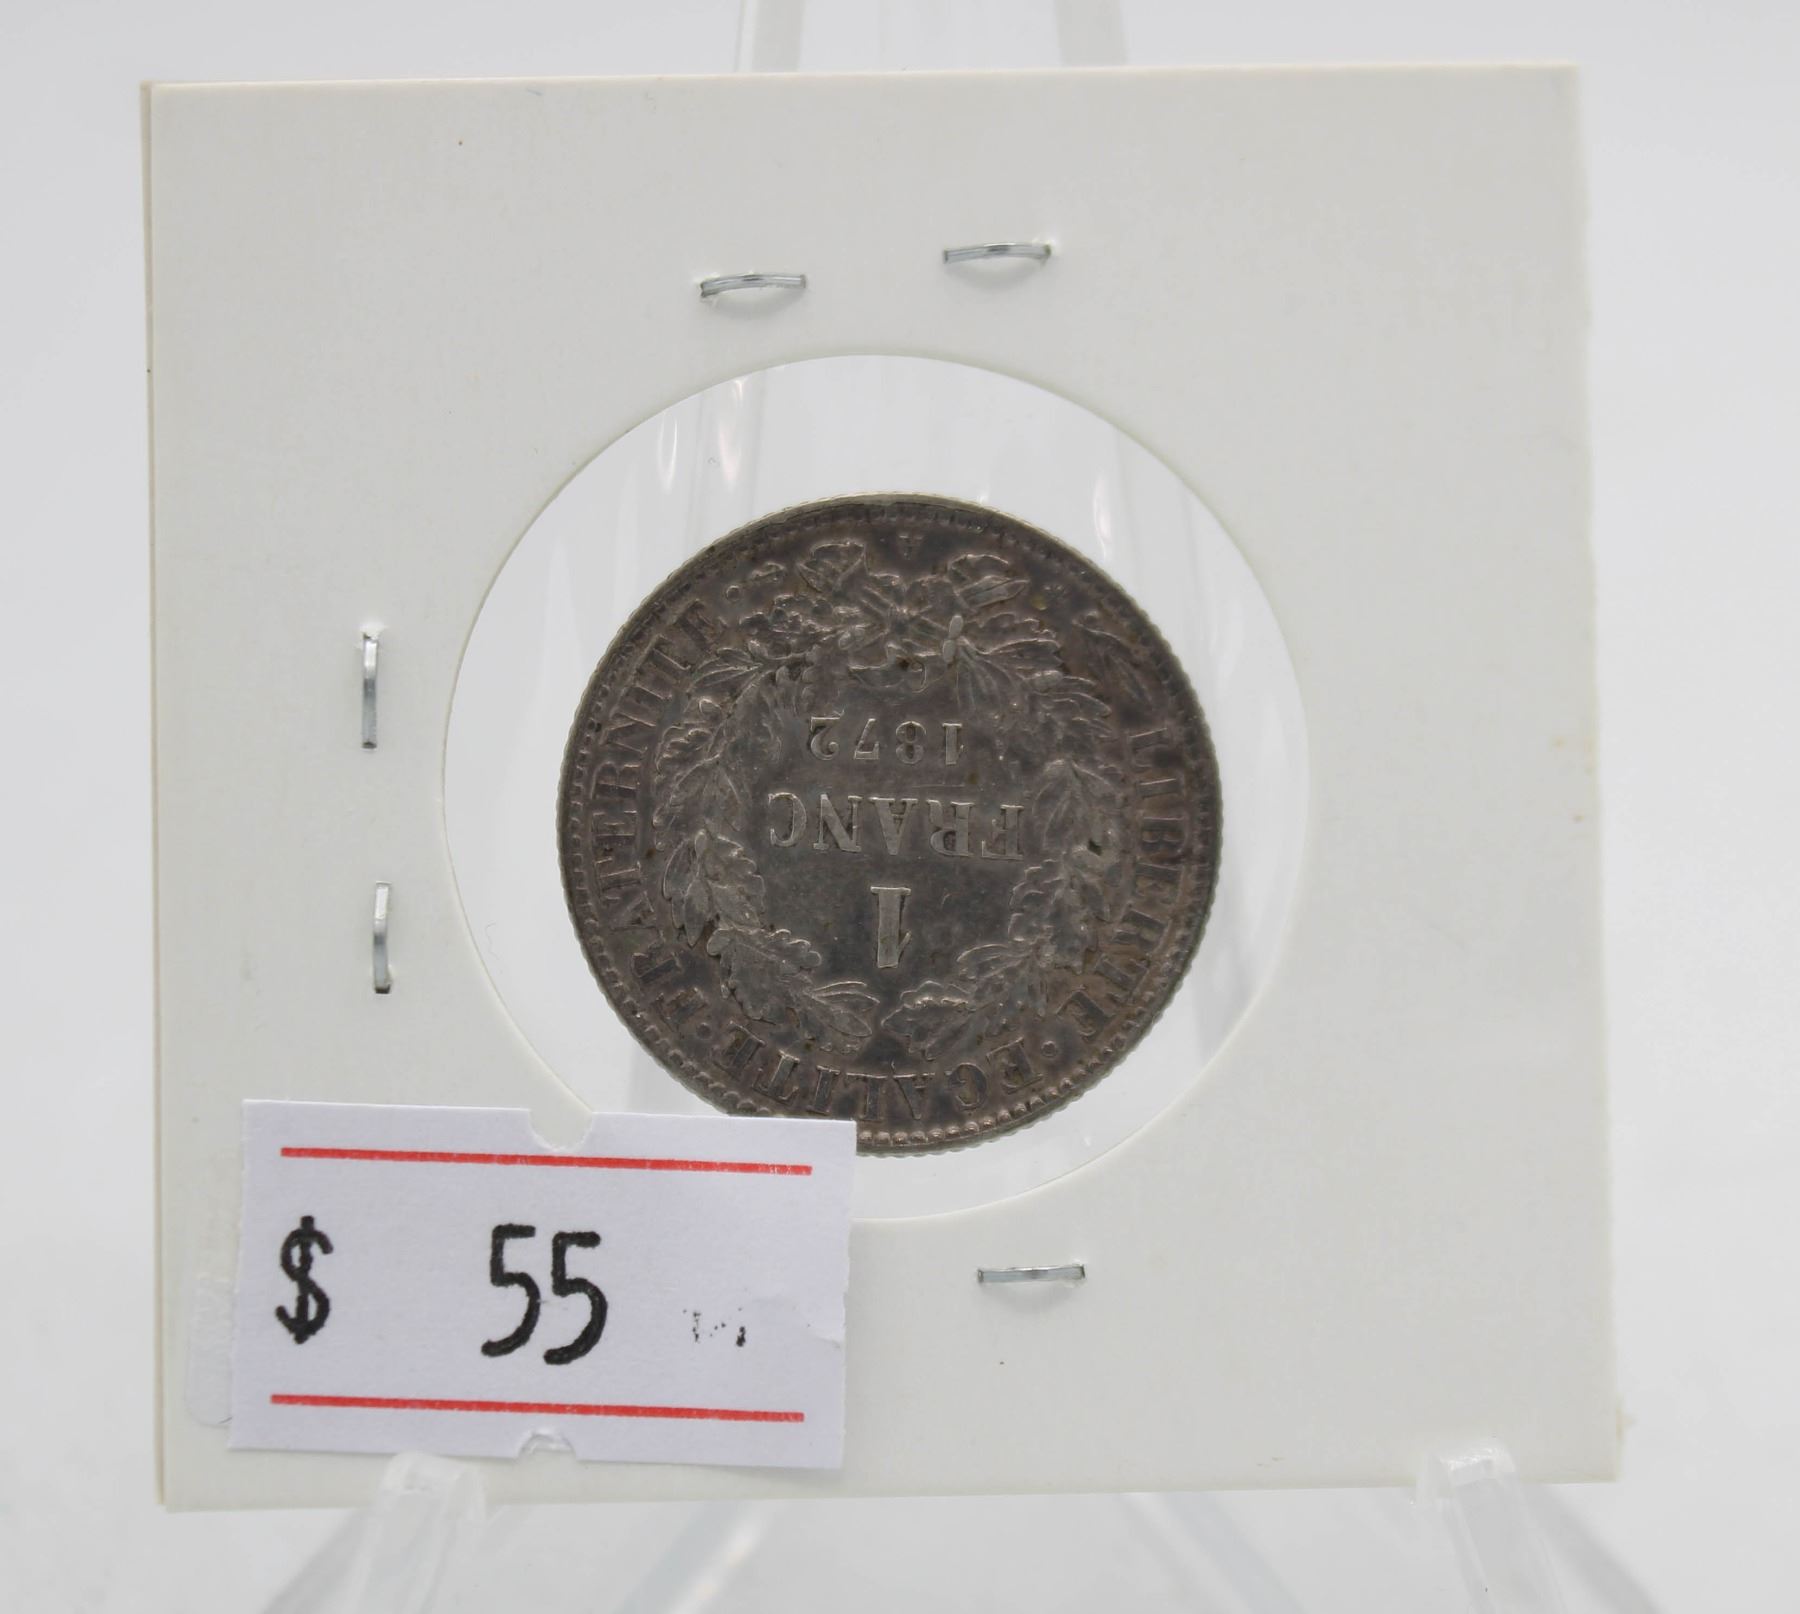 LIBERTE · EGALITE · FRATERNITE ·
1
FRANC
1872
A
$ 55